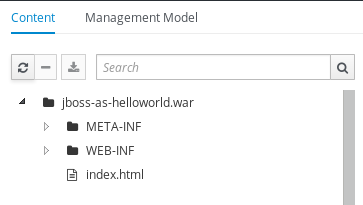 Content Management Model
Search
jboss-as-helloworld.war
META-INF
WEB-INF
index.html